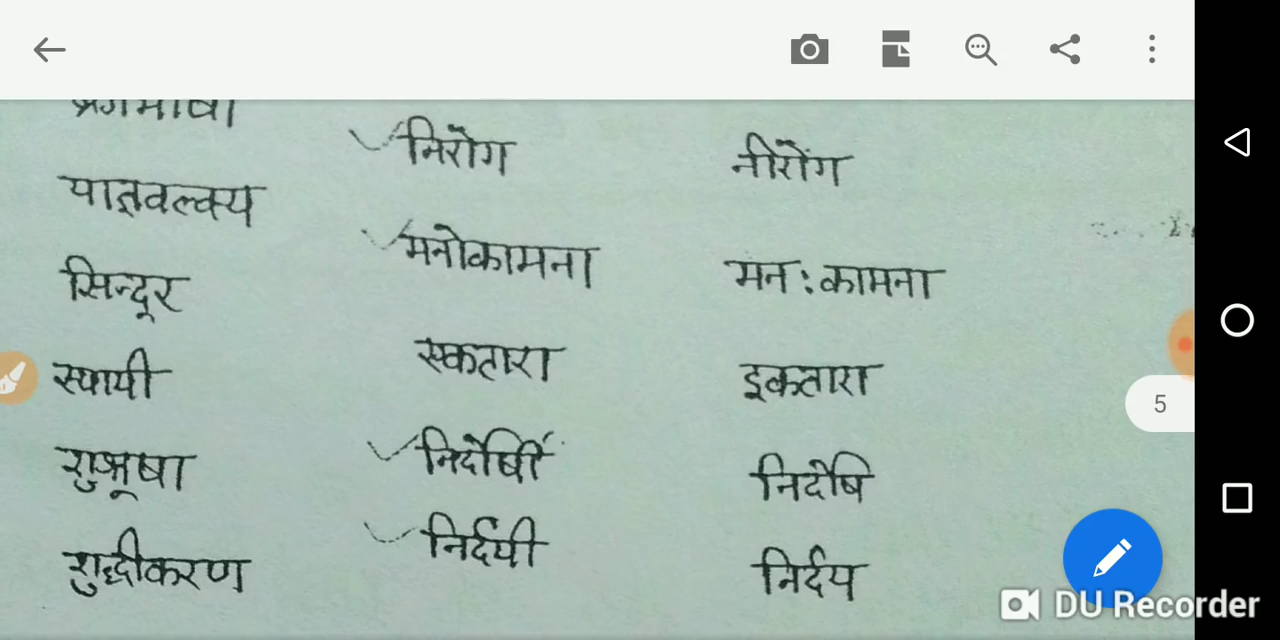 निरोग नीरोग
याज्ञवल्क्य
मनोकामना मन:कामना
सिन्दूर
एकतारा इकतारा
स्थायी
5
शुश्रूषा निर्दोषी निर्दोष
निर्दयी निर्दय
शुद्धीकरण
DU Recorder